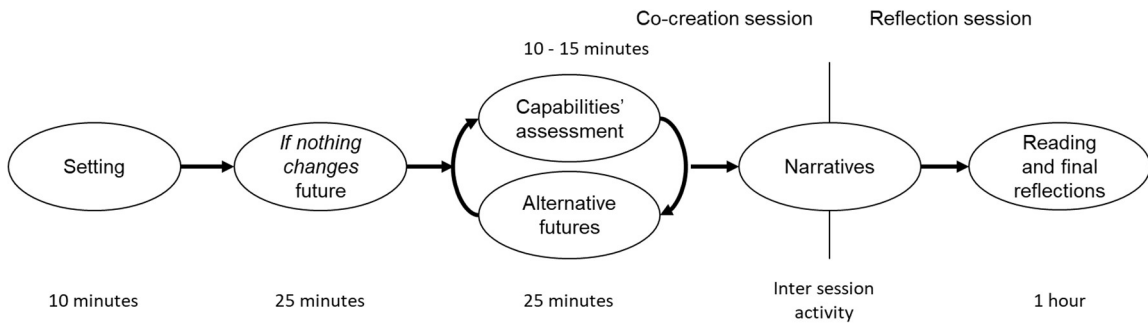 Co-creation session
Reflection session
10 - 15 minutes
Setting
If nothing
changes
future
Capabilities'
assessment
Alternative
futures
Narratives
Reading
and final
reflections
10 minutes
25 minutes
25 minutes
Inter session
activity
1 hour